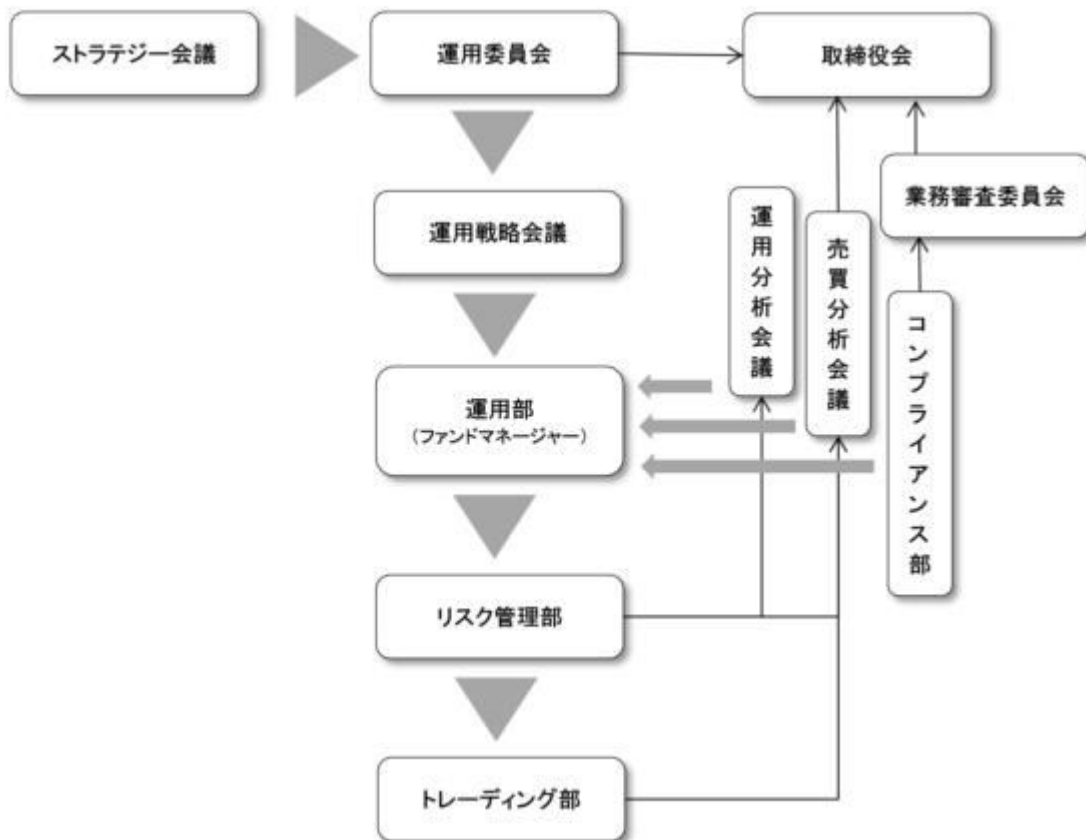 ストラテジー会議
運用委員会
取締役会
業務審査委員会
運用戦略会議
運用分析会議
売買分析会議
コンプライアンス部
運用部
（ファンドマネージャー）
リスク管理部
トレーディング部